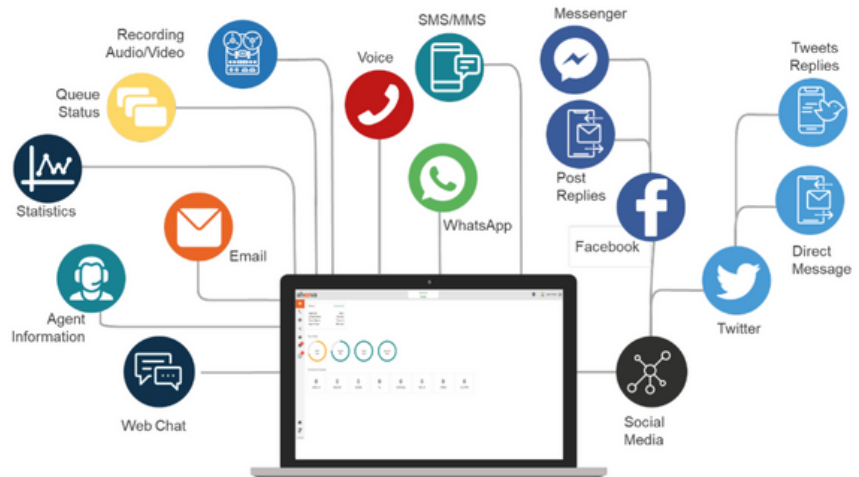 Recording
Audio/Video
Queue
Status
Statistics
Agent
Information
Email
Web Chat
Voice
SMS/MMS
WhatsApp
Messenger
Post
Replies
Facebook
Tweets
Replies
Direct
Message
Twitter
Social
Media